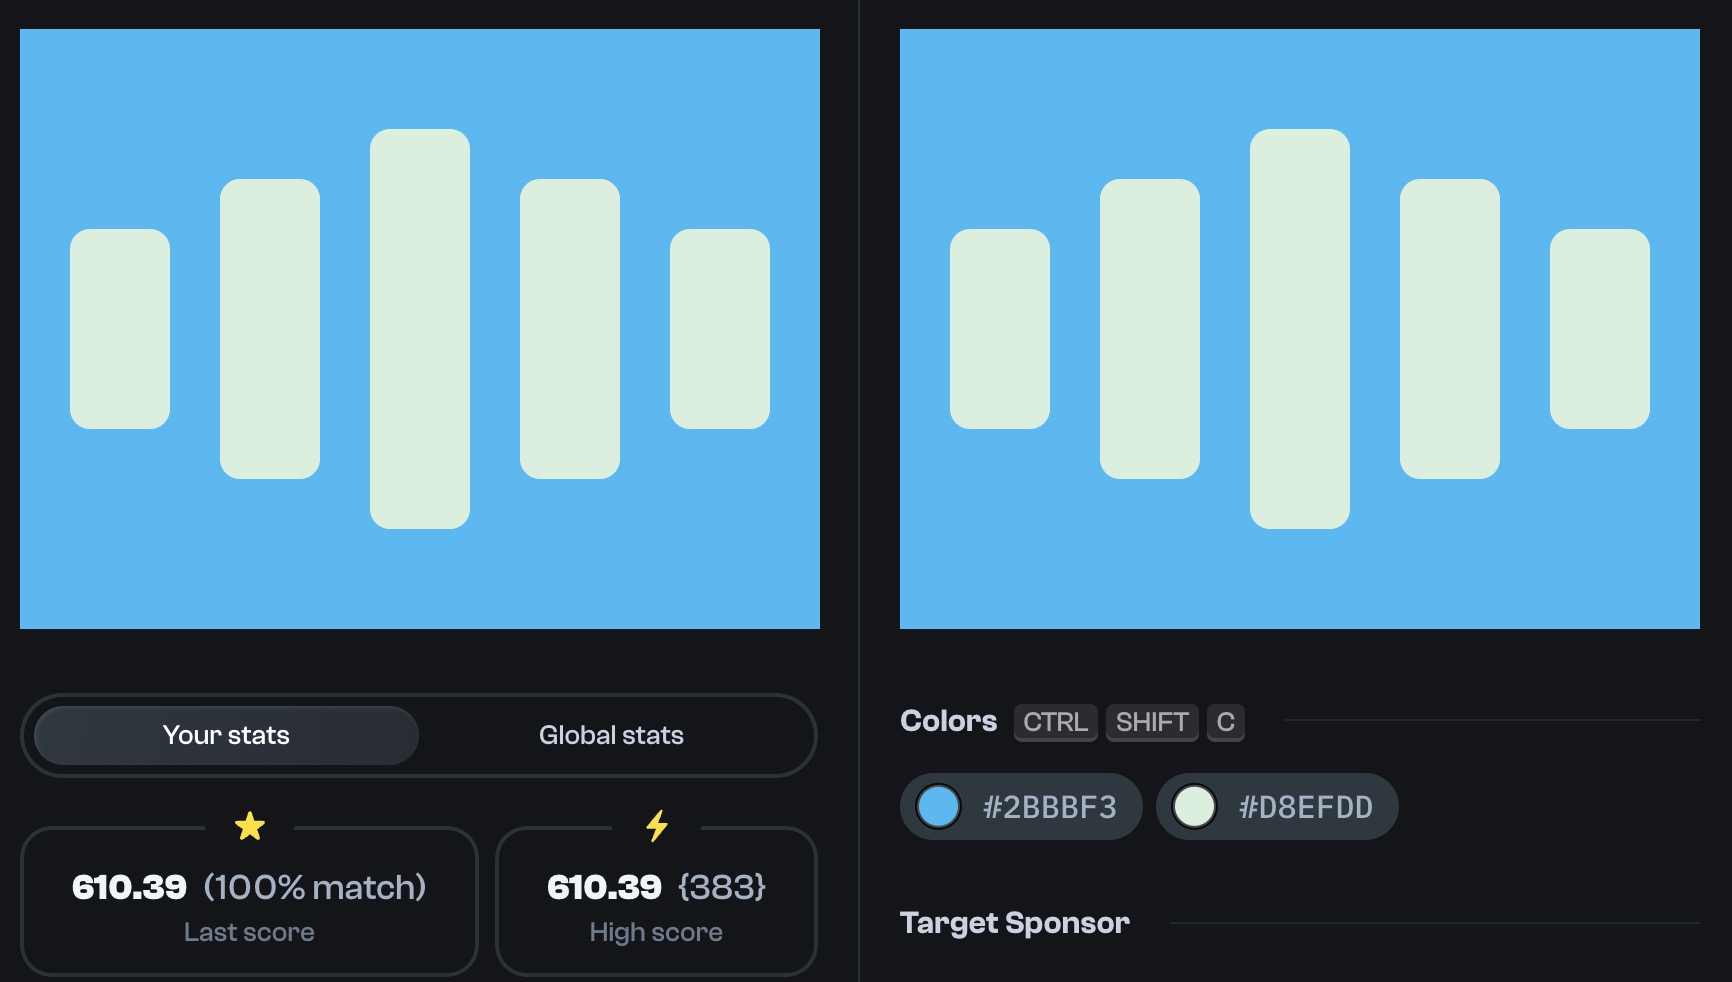 Your stats
Global stats
610.39 (100% match)
Last score
610.39 {383}
High score
Colors CTRL SHIFT C
#2BBBF3
#D8EFDD
Target Sponsor